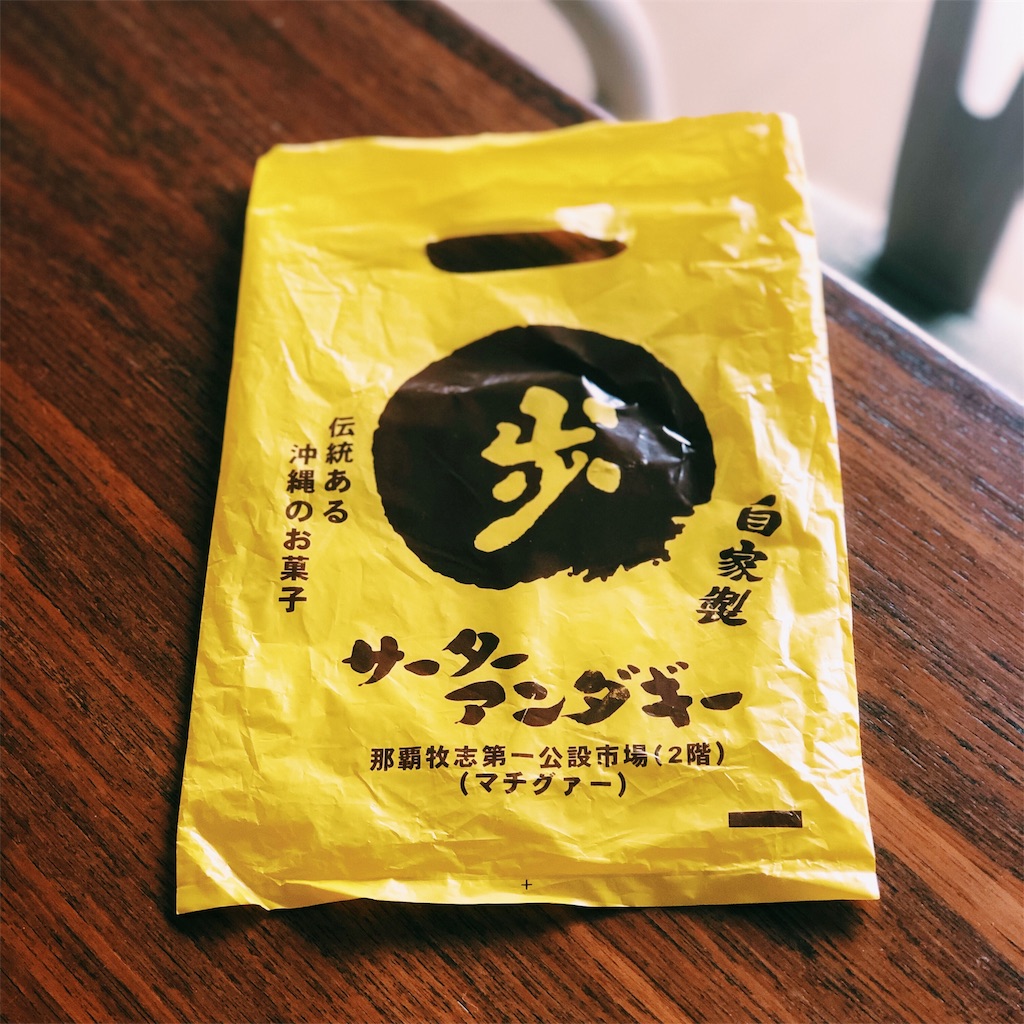 歩
自家製
伝統ある
沖縄のお菓子
サーター
アンダギー
那覇牧志第一公設市場(2階)
(マチグァー)